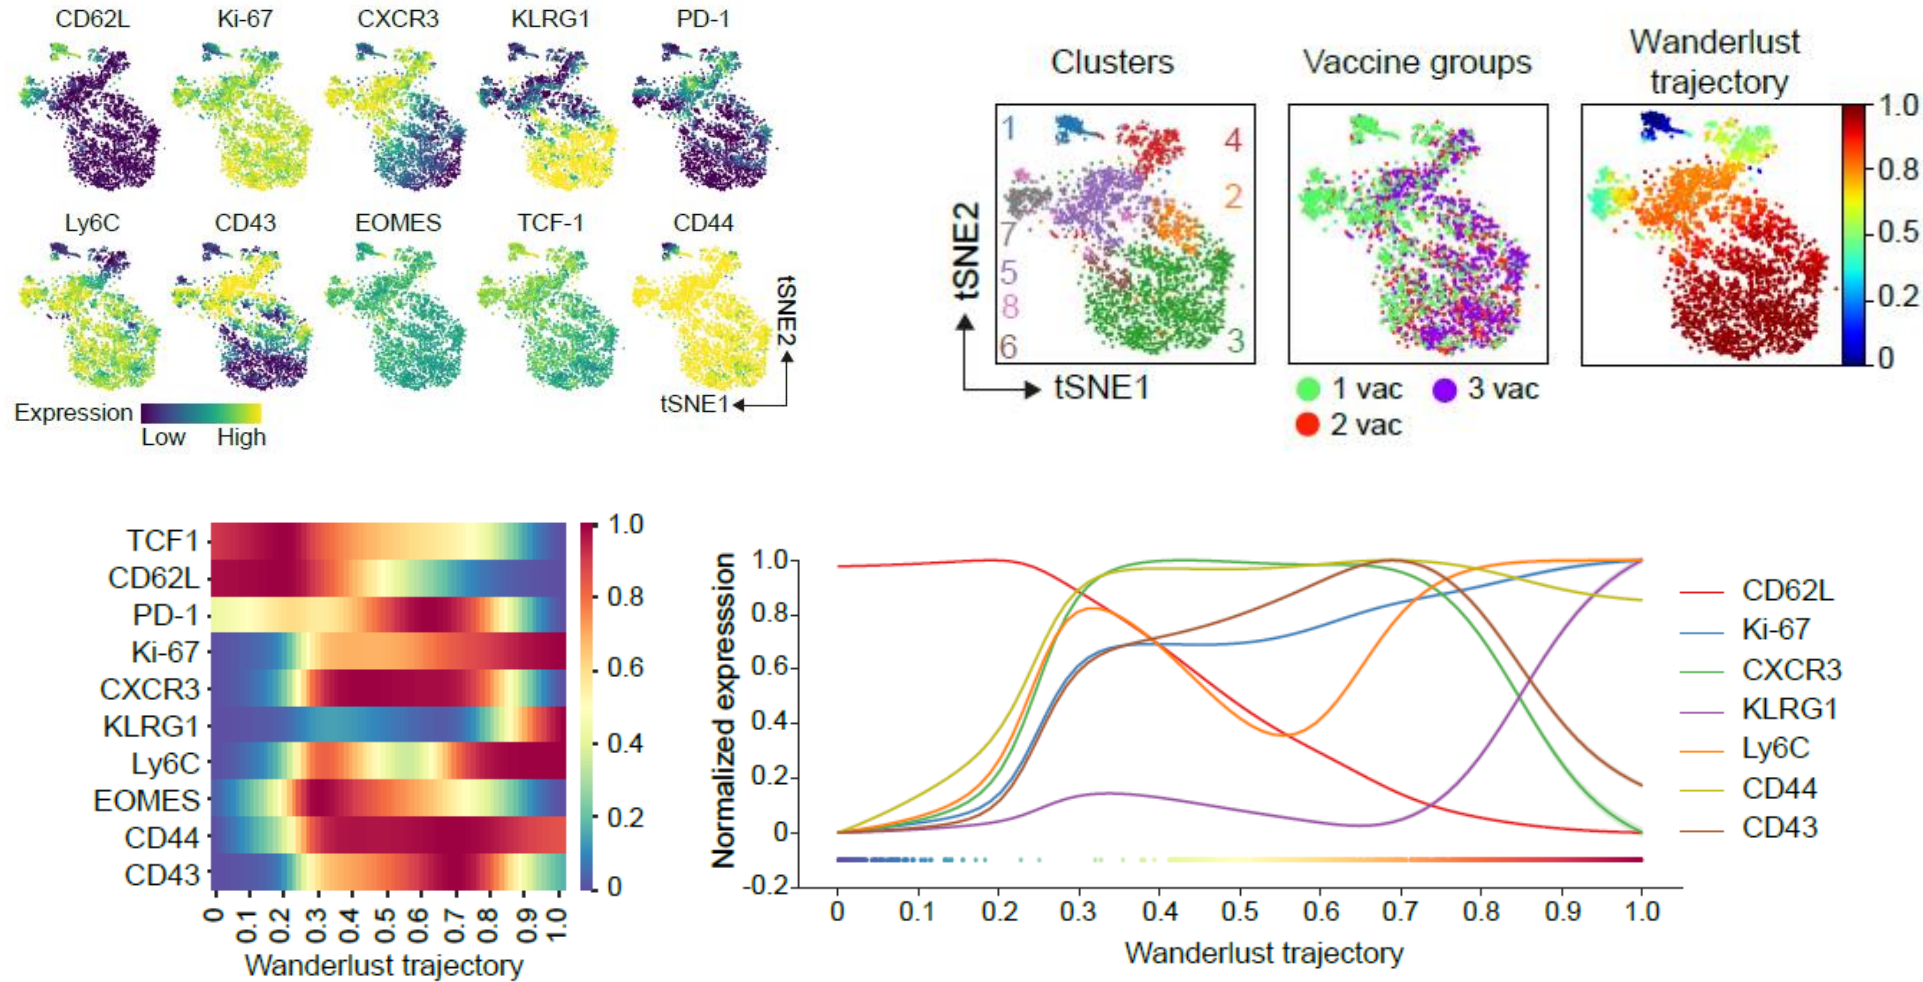 CD62L Ki-67 CXCR3 KLRG1 PD-1
Ly6C CD43 EOMES TCF-1 CD44
tSNE2
tSNE1
Expression
Low High
Clusters
1
4
2
7
5
8
6
3
tSNE2
tSNE1
Vaccine groups
1 vac 3 vac
2 vac
Wanderlust
trajectory
1.0
0.8
0.5
0.2
0
TCF1
CD62L
PD-1
Ki-67
CXCR3
KLRG1
Ly6C
EOMES
CD44
CD43
0 0.1 0.2 0.3 0.4 0.5 0.6 0.7 0.8 0.9 1.0
Wanderlust trajectory
1.0
0.8
0.6
0.4
0.2
0
Normalized expresssion
1.0
0.8
0.6
0.4
0.2
0
-0.2
0 0.1 0.2 0.3 0.4 0.5 0.6 0.7 0.8 0.9 1.0
Wanderlust trajectory
CD62L
Ki-67
CXCR3
KLRG1
Ly6C
CD44
CD43